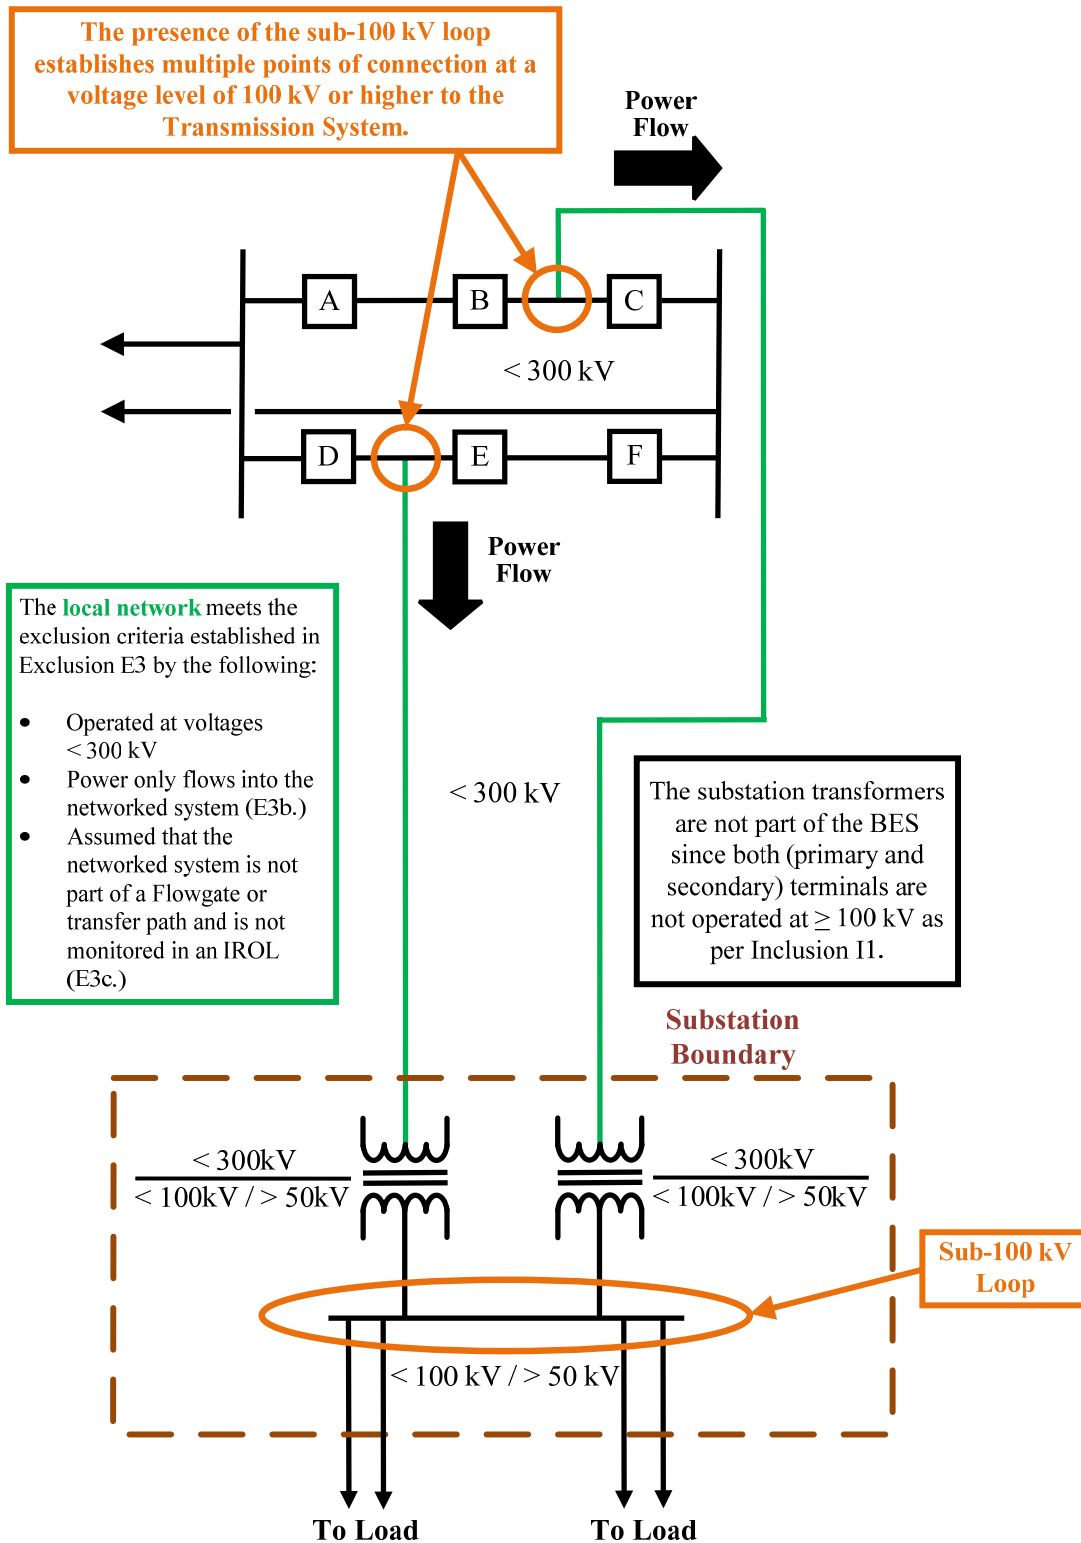 The presence of the sub-100 kV loop
establishes multiple points of connection at a
voltage level of 100 kV or higher to the
Transmission System.
Power
Flow
A
B
C
< 300 kV
D
E
F
Power
Flow
The local network meets the
exclusion criteria established in
Exclusion E3 by the following:
• Operated at voltages
< 300 kV
• Power only flows into the
networked system (E3b.)
• Assumed that the
networked system is not
part of a Flowgate or
transfer path and is not
monitored in an IROL
(E3c.)
< 300 kV
The substation transformers
are not part of the BES
since both (primary and
secondary) terminals are
not operated at ≥ 100 kV as
per Inclusion I1.
Substation
Boundary
< 300kV
< 100kV / > 50kV
< 300kV
< 100kV / > 50kV
Sub-100 kV
Loop
< 100 kV / > 50 kV
To Load
To Load